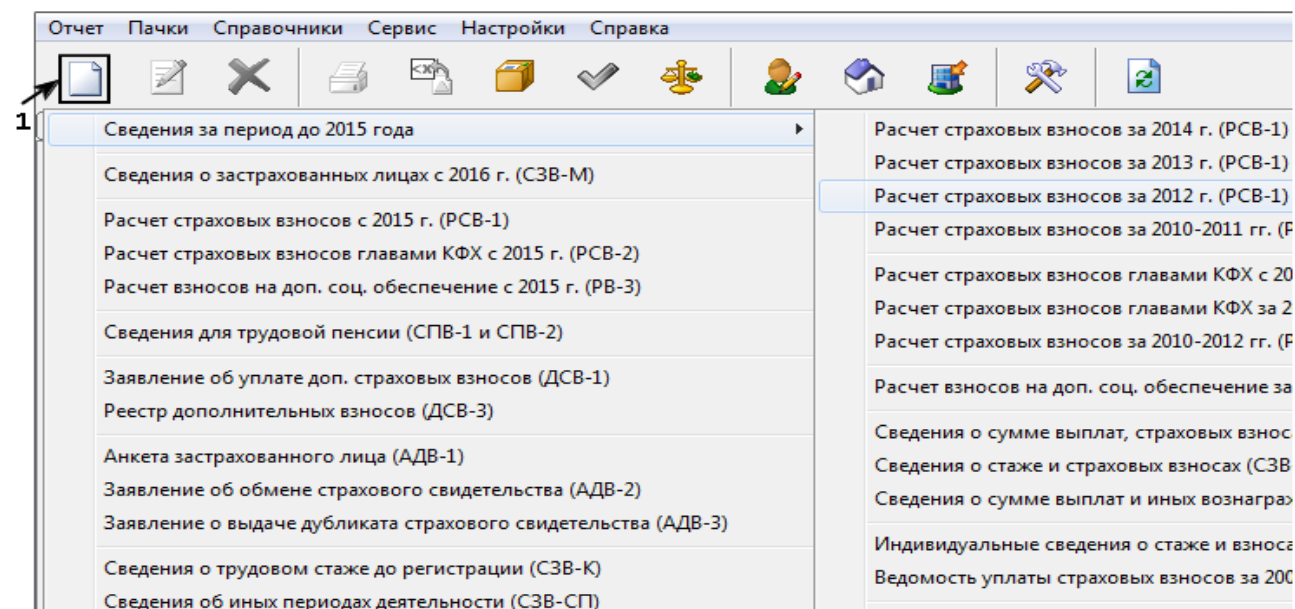 Отчет Пачки Справочники Сервис Настройки Справка
1
Сведения за период до 2015 года
Сведения о застрахованных лицах с 2016 г. (СЗВ-М)
Расчет страховых взносов с 2015 г. (РСВ-1)
Расчет страховых взносов главами КФХ с 2015 г. (РСВ-2)
Расчет взносов на доп. соц. обеспечение с 2015 г. (РВ-3)
Сведения для трудовой пенсии (СПВ-1 и СПВ-2)
Заявление об уплате доп. страховых взносов (ДСВ-1)
Реестр дополнительных взносов (ДСВ-3)
Анкета застрахованного лица (АДВ-1)
Заявление об обмене страхового свидетельства (АДВ-2)
Заявление о выдаче дубликата страхового свидетельства (АДВ-3)
Сведения о трудовом стаже до регистрации (СЗВ-К)
Сведения об иных периодах деятельности (СЗВ-СП)
Расчет страховых взносов за 2014 г. (РСВ-1)
Расчет страховых взносов за 2013 г. (РСВ-1)
Расчет страховых взносов за 2012 г. (РСВ-1)
Расчет страховых взносов за 2010-2011 гг. (Р
Расчет страховых взносов главами КФХ с 20
Расчет страховых взносов главами КФХ за 2
Расчет страховых взносов за 2010-2012 гг. (Р
Расчет взносов на доп. соц. обеспечение за
Сведения о сумме выплат, страховых взнос
Сведения о стаже и страховых взносах (СЗВ
Сведения о сумме выплат и иных вознаграж
Индивидуальные сведения о стаже и взноса
Ведомость уплаты страховых взносов за 200